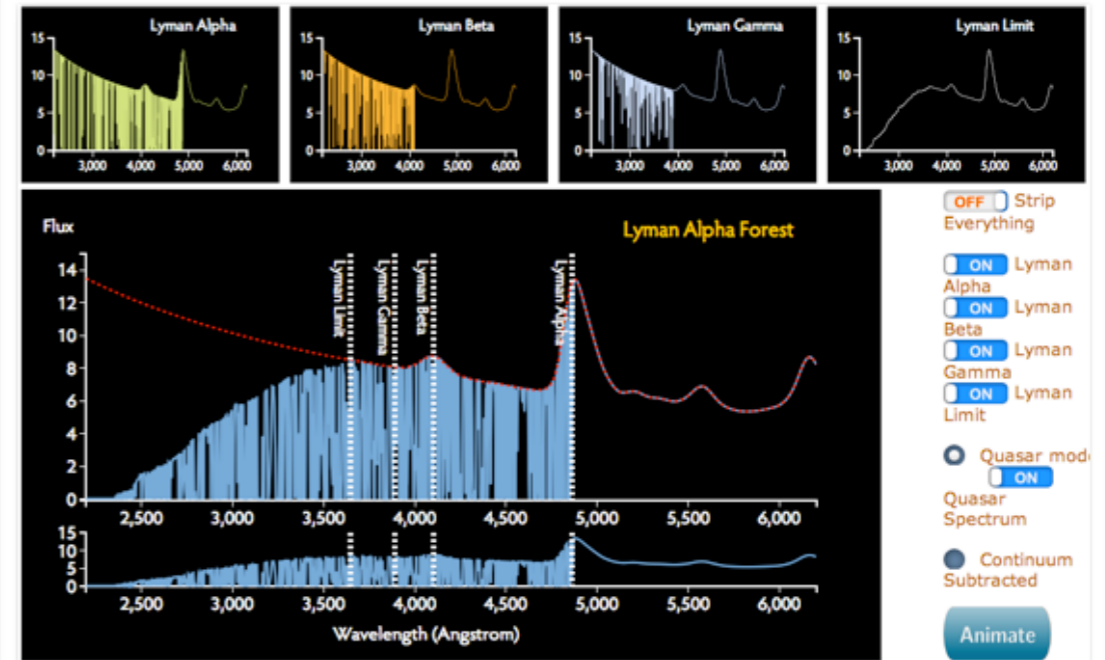 Lyman Alpha
15
10
5
0
3,000 4,000 5,000 6,000
Lyman Beta
15
10
5
0
3,000 4,000 5,000 6,000
Lyman Gamma
15
10
5
0
3,000 4,000 5,000 6,000
Lyman Limit
15
10
5
0
3,000 4,000 5,000 6,000
Flux
Lyman Alpha Forest
14
12
10
8
6
4
2
0
Lyman Limit
Lyman Gamma
Lyman Beta
Lyman Alpha
2,500 3,000 3,500 4,000 4,500 5,000 5,500 6,000
15
10
5
0
2,500 3,000 3,500 4,000 4,500 5,000 5,500 6,000
Wavelength (Angstrom)
OFF Strip
Everything
ON Lyman
Alpha
ON Lyman
Beta
ON Lyman
Gamma
ON Lyman
Limit
Quasar mod
ON
Quasar
Spectrum
Continuum
Subtracted
Animate